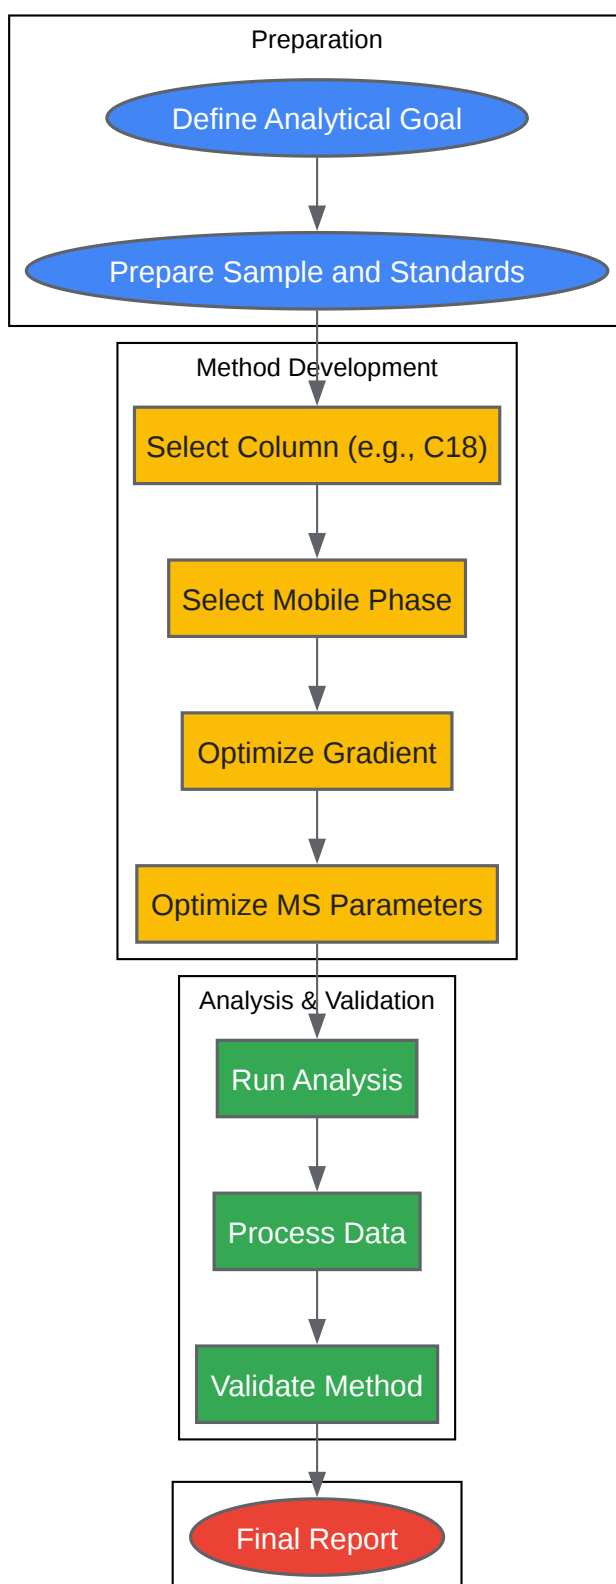 Preparation
Define Analytical Goal
Prepare Sample and Standards
Method Development
Select Column (e.g., C18)
Select Mobile Phase
Optimize Gradient
Optimize MS Parameters
Analysis & Validation
Run Analysis
Process Data
Validate Method
Final Report